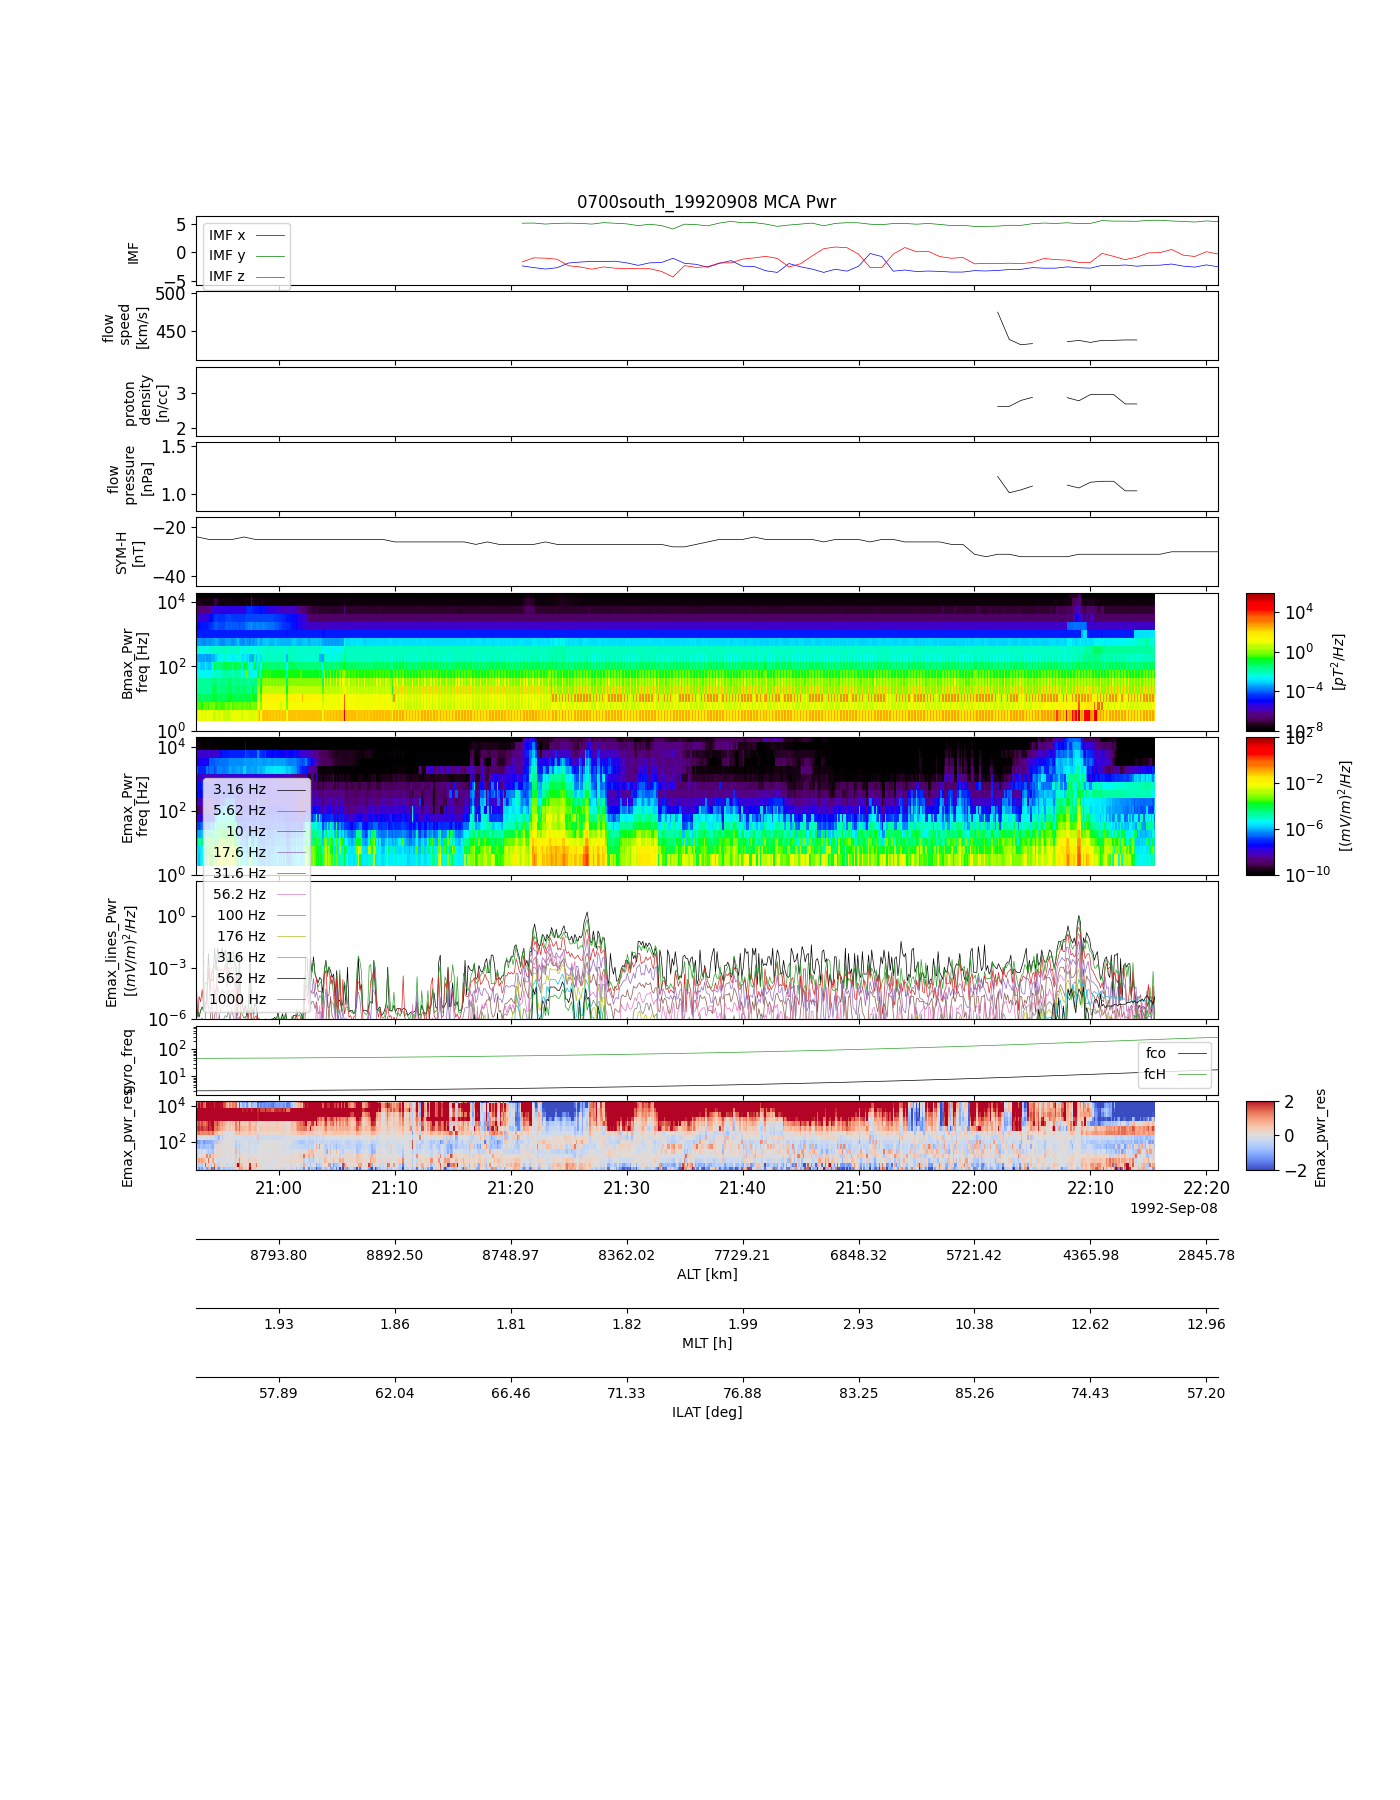 0700south_19920908 MCA Pwr
IMF
5
0
−5
IMF x
IMF y
IMF z
flow
speed
[km/s]
500
450
proton
density
[n/cc]
3
2
flow
pressure
[nPa]
1.5
1.0
SYM-H
[nT]
−20
−40
Bmax_Pwr
freq [Hz]
10^4
10^2
10^0
10^4
10^0
10^−4
10^−8
[pT^2/Hz]
Emax_Pwr
freq [Hz]
10^4
10^2
10^0
10^2
10^−2
10^−6
10^−10
[(mV/m)^2/Hz]
3.16 Hz
5.62 Hz
10 Hz
17.6 Hz
31.6 Hz
56.2 Hz
100 Hz
176 Hz
316 Hz
562 Hz
1000 Hz
Emax_lines_Pwr
[(mV/m)^2/Hz]
10^0
10^−3
10^−6
gyro_freq
10^2
10^1
fco
fcH
Emax_pwr_res
10^4
10^2
2
0
−2
Emax_pwr_res
21:00 21:10 21:20 21:30 21:40 21:50 22:00 22:10 22:20
1992-Sep-08
8793.80 8892.50 8748.97 8362.02 7729.21 6848.32 5721.42 4365.98 2845.78
ALT [km]
1.93 1.86 1.81 1.82 1.99 2.93 10.38 12.62 12.96
MLT [h]
57.89 62.04 66.46 71.33 76.88 83.25 85.26 74.43 57.20
ILAT [deg]